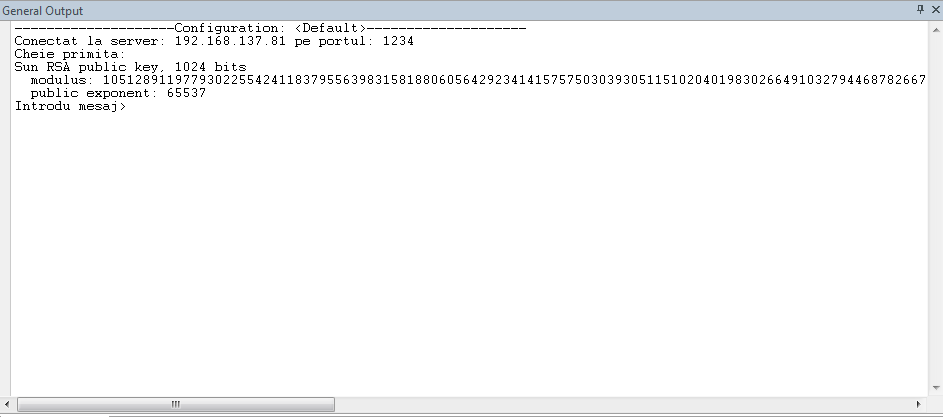 General Output
--------------------Configuration: <Default>--------------------
Conectat la server: 192.168.137.81 pe portul: 1234
Cheie primita:
Sun RSA public key, 1024 bits
  modulus: 1051289119779302255424118379556398315818806056429234141575750303930511510204019830266491032794468782667
  public exponent: 65537
Introdu mesaj>